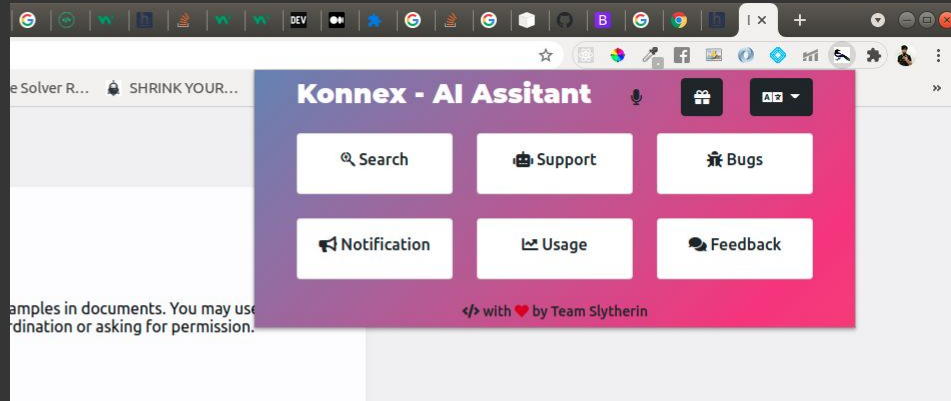 DEV
B
I
e Solver R...
SHRINK YOUR...
»
Konnex - AI Assitant
Search
Support
Bugs
Notification
Usage
Feedback
amples in documents. You may use
rdination or asking for permission.
</> with ❤ by Team Slytherin